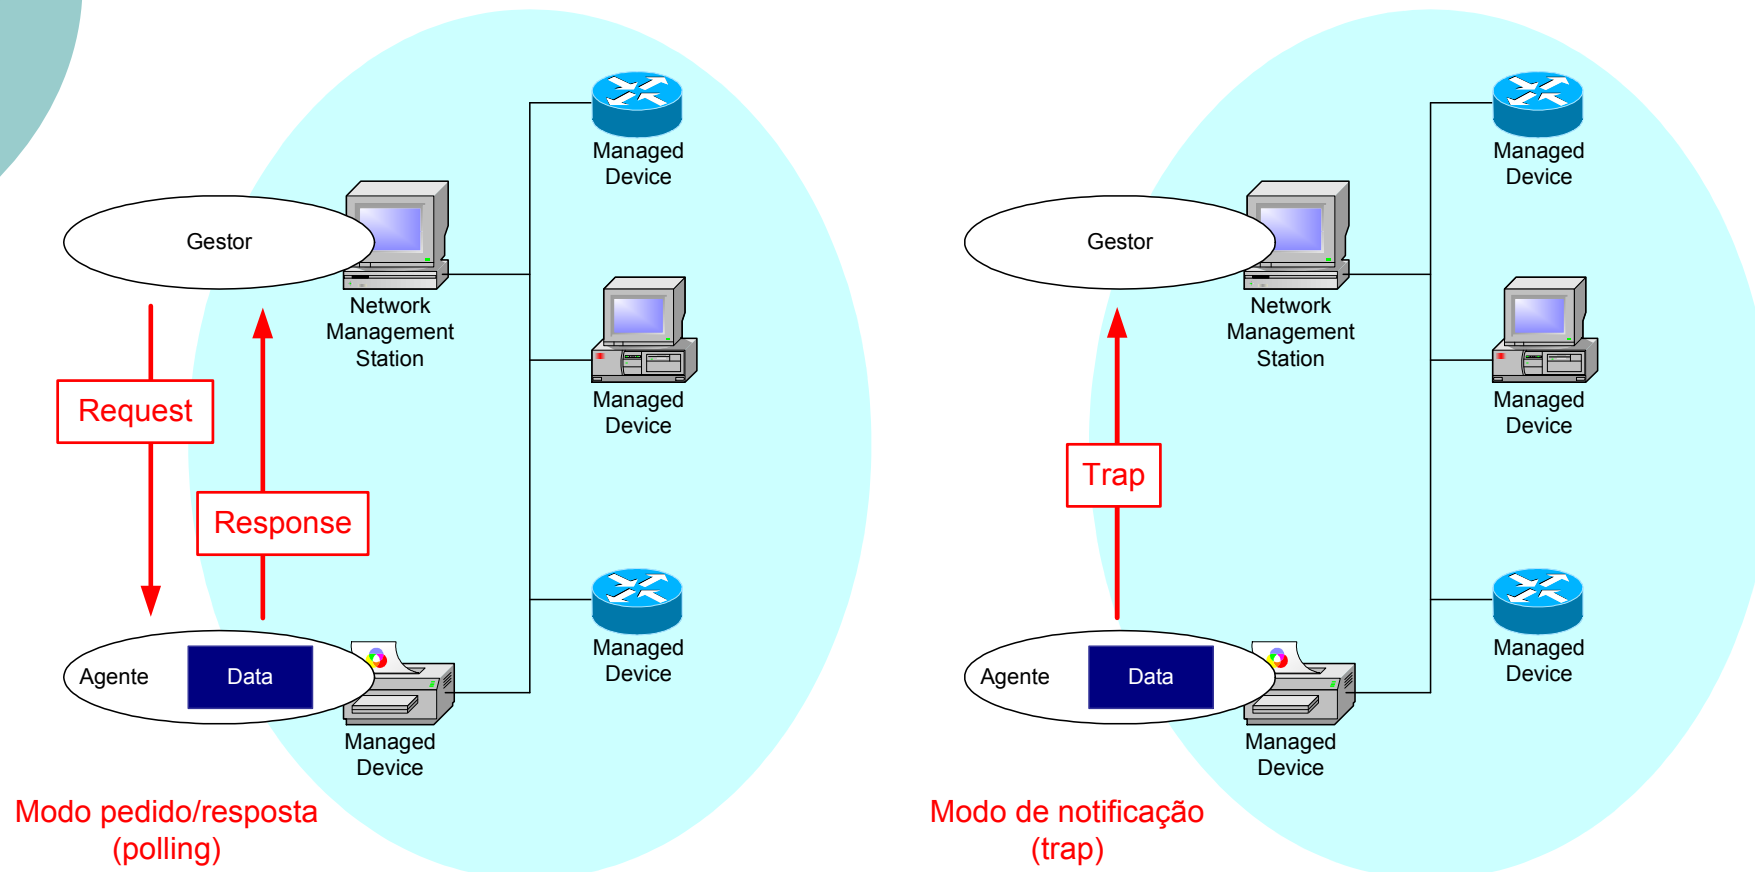 Managed
Device
Gestor
Network
Management
Station
Request
Managed
Device
Response
Managed
Device
Agente
Data
Managed
Device
Modo pedido/resposta
(polling)
Managed
Device
Gestor
Network
Management
Station
Managed
Device
Trap
Managed
Device
Agente
Data
Managed
Device
Modo de notificação
(trap)